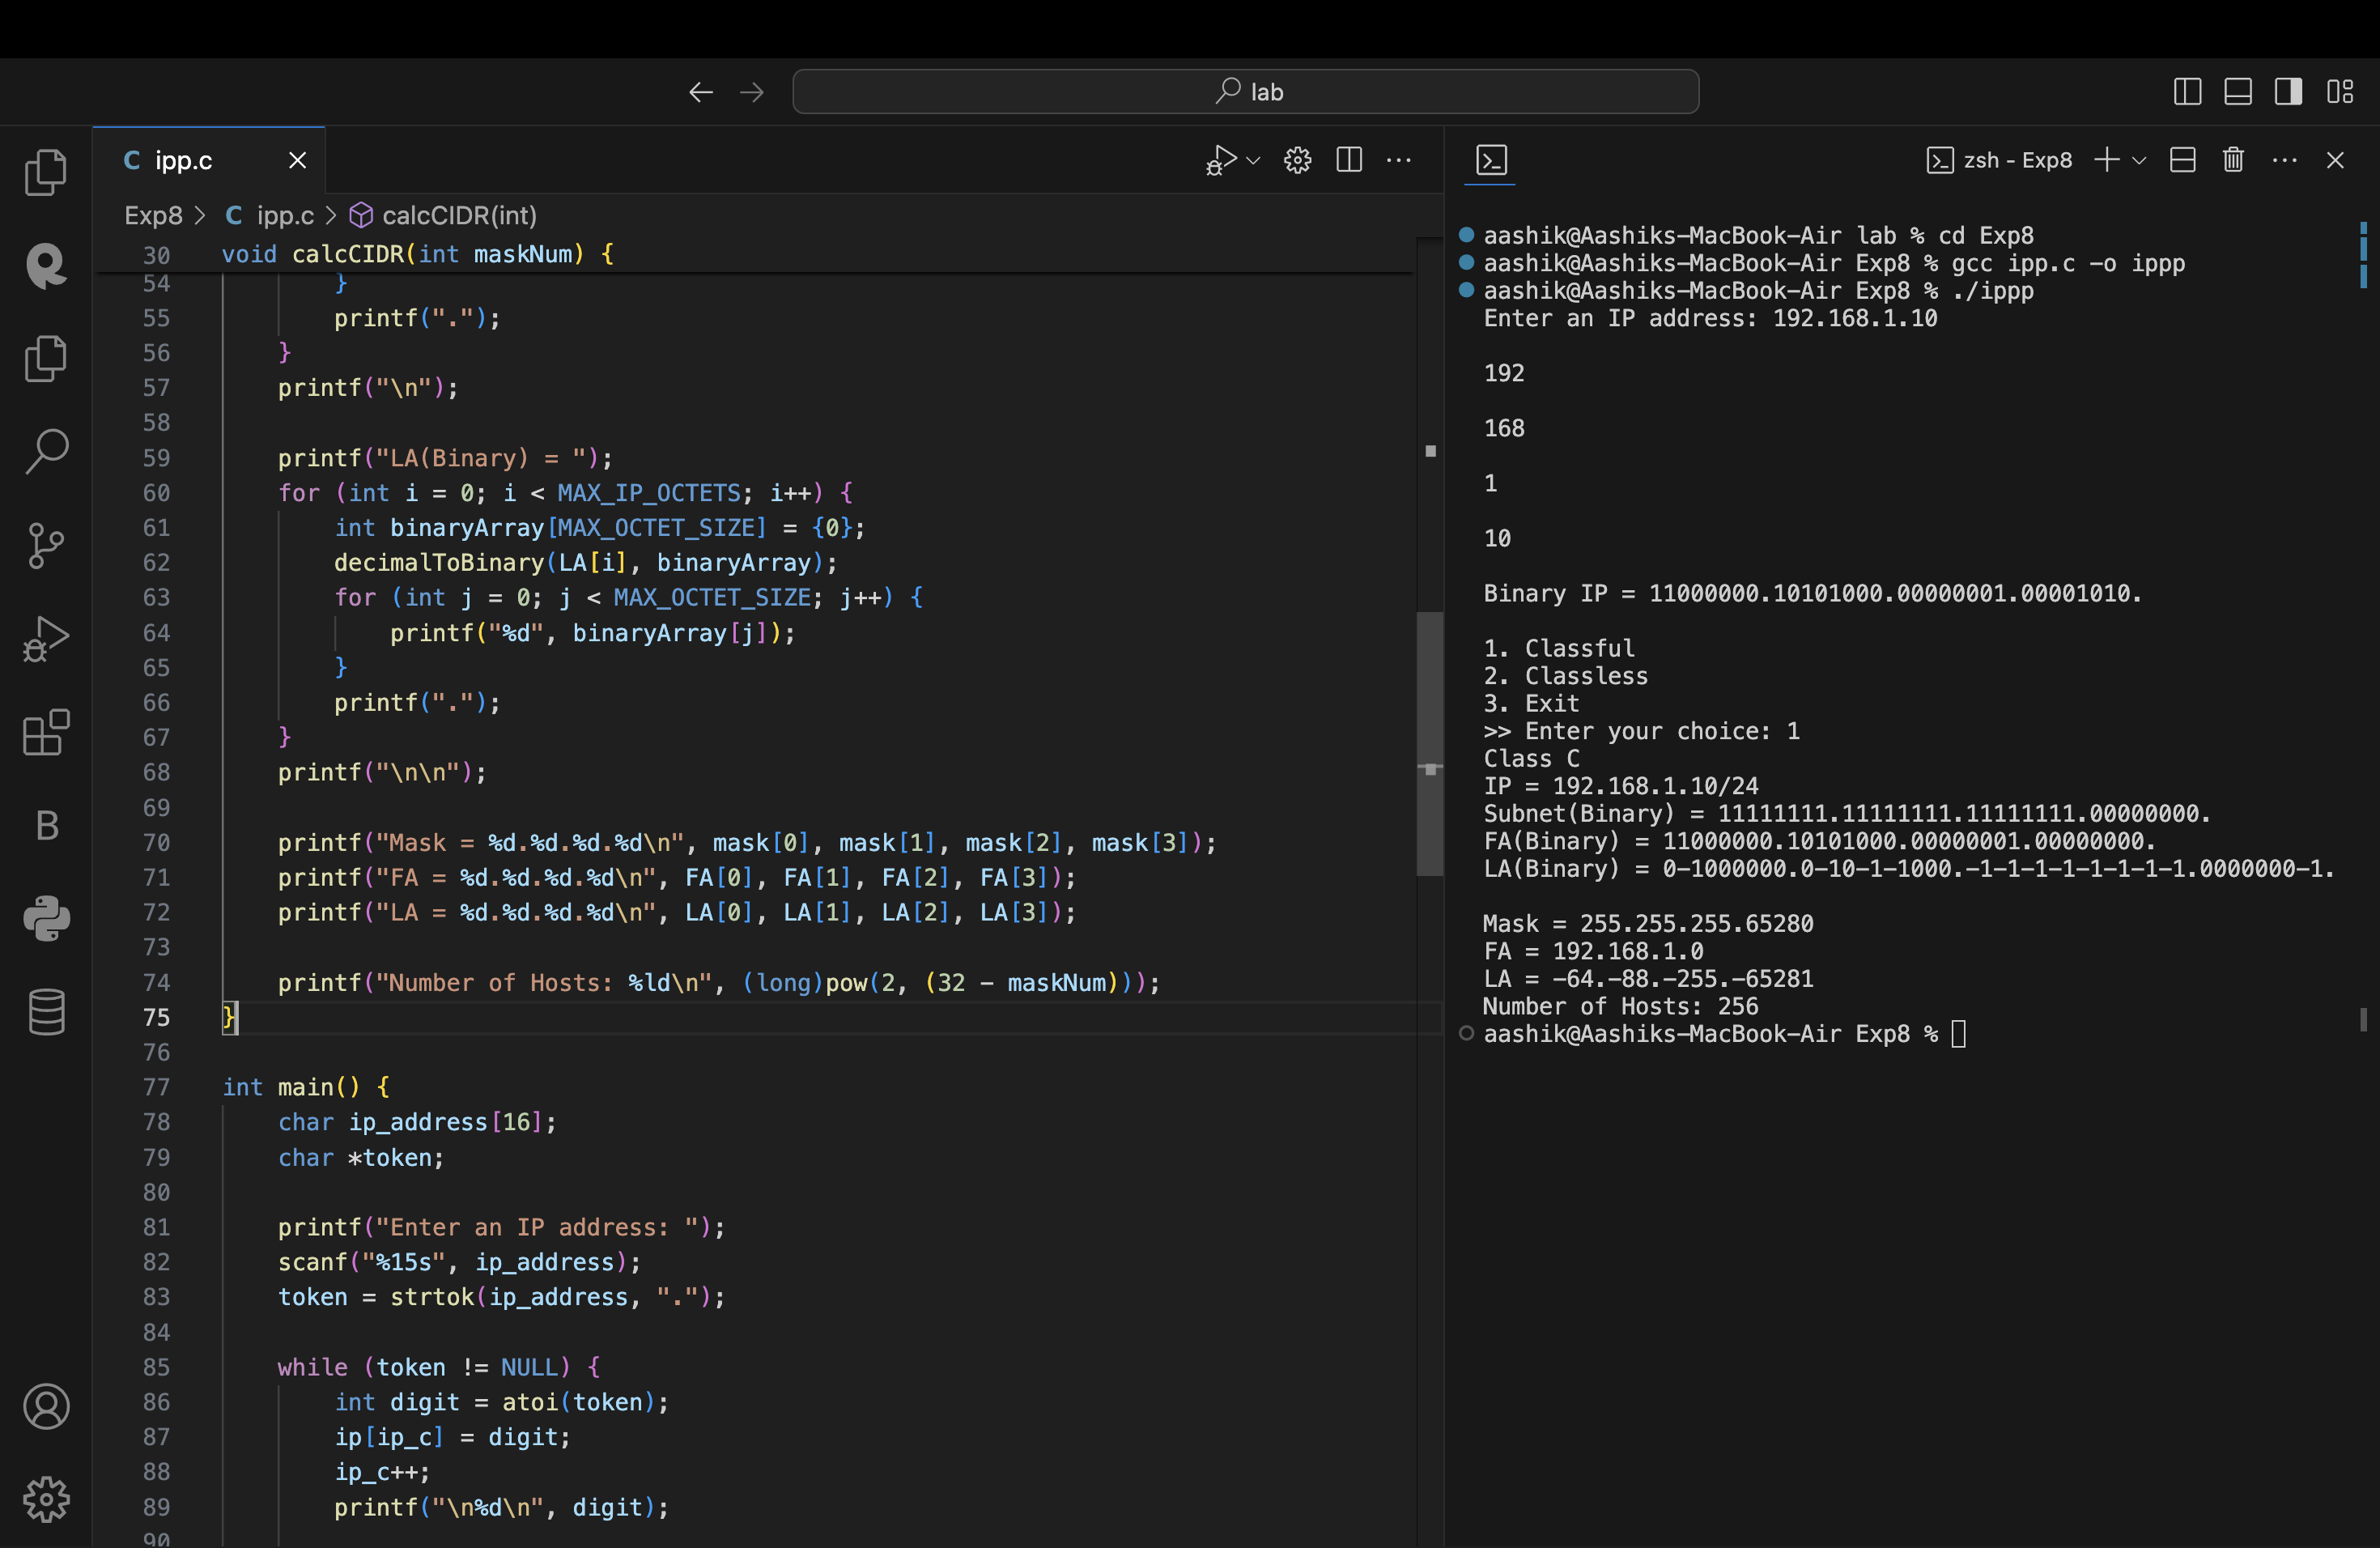 lab
ipp.c
Exp8 > C ipp.c > calcCIDR(int)
30 void calcCIDR(int maskNum) {
54 }
55 printf(".");
56 }
57 printf("\n");
58
59 printf("LA(Binary) = ");
60 for (int i = 0; i < MAX_IP_OCTETS; i++) {
61 int binaryArray[MAX_OCTET_SIZE] = {0};
62 decimalToBinary(LA[i], binaryArray);
63 for (int j = 0; j < MAX_OCTET_SIZE; j++) {
64 printf("%d", binaryArray[j]);
65 }
66 printf(".");
67 }
68 printf("\n\n");
69
70 printf("Mask = %d.%d.%d.%d\n", mask[0], mask[1], mask[2], mask[3]);
71 printf("FA = %d.%d.%d.%d\n", FA[0], FA[1], FA[2], FA[3]);
72 printf("LA = %d.%d.%d.%d\n", LA[0], LA[1], LA[2], LA[3]);
73
74 printf("Number of Hosts: %ld\n", (long)pow(2, (32 - maskNum)));
75 }
76
77 int main() {
78 char ip_address[16];
79 char *token;
80
81 printf("Enter an IP address: ");
82 scanf("%15s", ip_address);
83 token = strtok(ip_address, ".");
84
85 while (token != NULL) {
86 int digit = atoi(token);
87 ip[ip_c] = digit;
88 ip_c++;
89 printf("\n%d\n", digit);
90
zsh - Exp8
aashik@Aashiks-MacBook-Air lab % cd Exp8
aashik@Aashiks-MacBook-Air Exp8 % gcc ipp.c -o ippp
aashik@Aashiks-MacBook-Air Exp8 % ./ippp
Enter an IP address: 192.168.1.10
192
168
1
10
Binary IP = 11000000.10101000.00000001.00001010.
1. Classful
2. Classless
3. Exit
>> Enter your choice: 1
Class C
IP = 192.168.1.10/24
Subnet(Binary) = 11111111.11111111.11111111.00000000.
FA(Binary) = 11000000.10101000.00000001.00000000.
LA(Binary) = 0-1000000.0-10-1-1000.-1-1-1-1-1-1-1-1.0000000-1.
Mask = 255.255.255.65280
FA = 192.168.1.0
LA = -64.-88.-255.-65281
Number of Hosts: 256
aashik@Aashiks-MacBook-Air Exp8 %